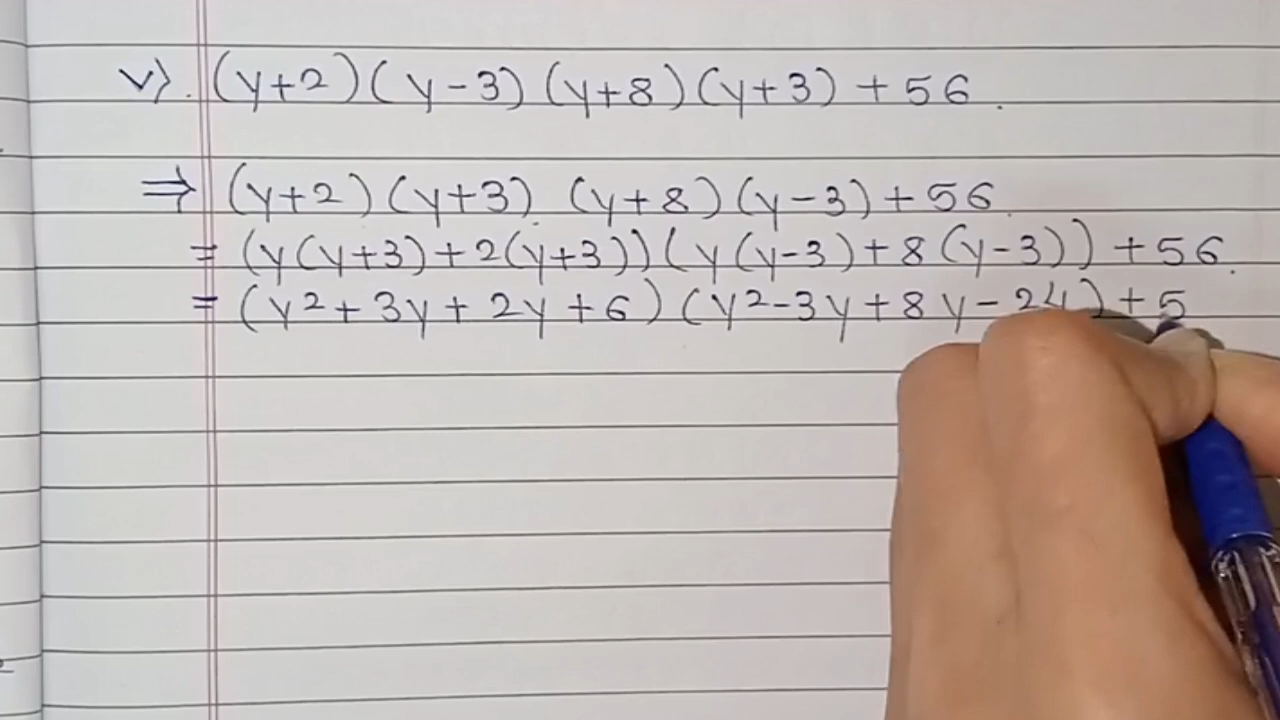 v). (y+2)(y-3)(y+8)(y+3)+56.
⇒ (y+2)(y+3).(y+8)(y-3)+56.
= (y(y+3)+2(y+3))(y(y-3)+8(y-3))+56.
= (y²+3y+2y+6)(y²-3y+8y-24)+5